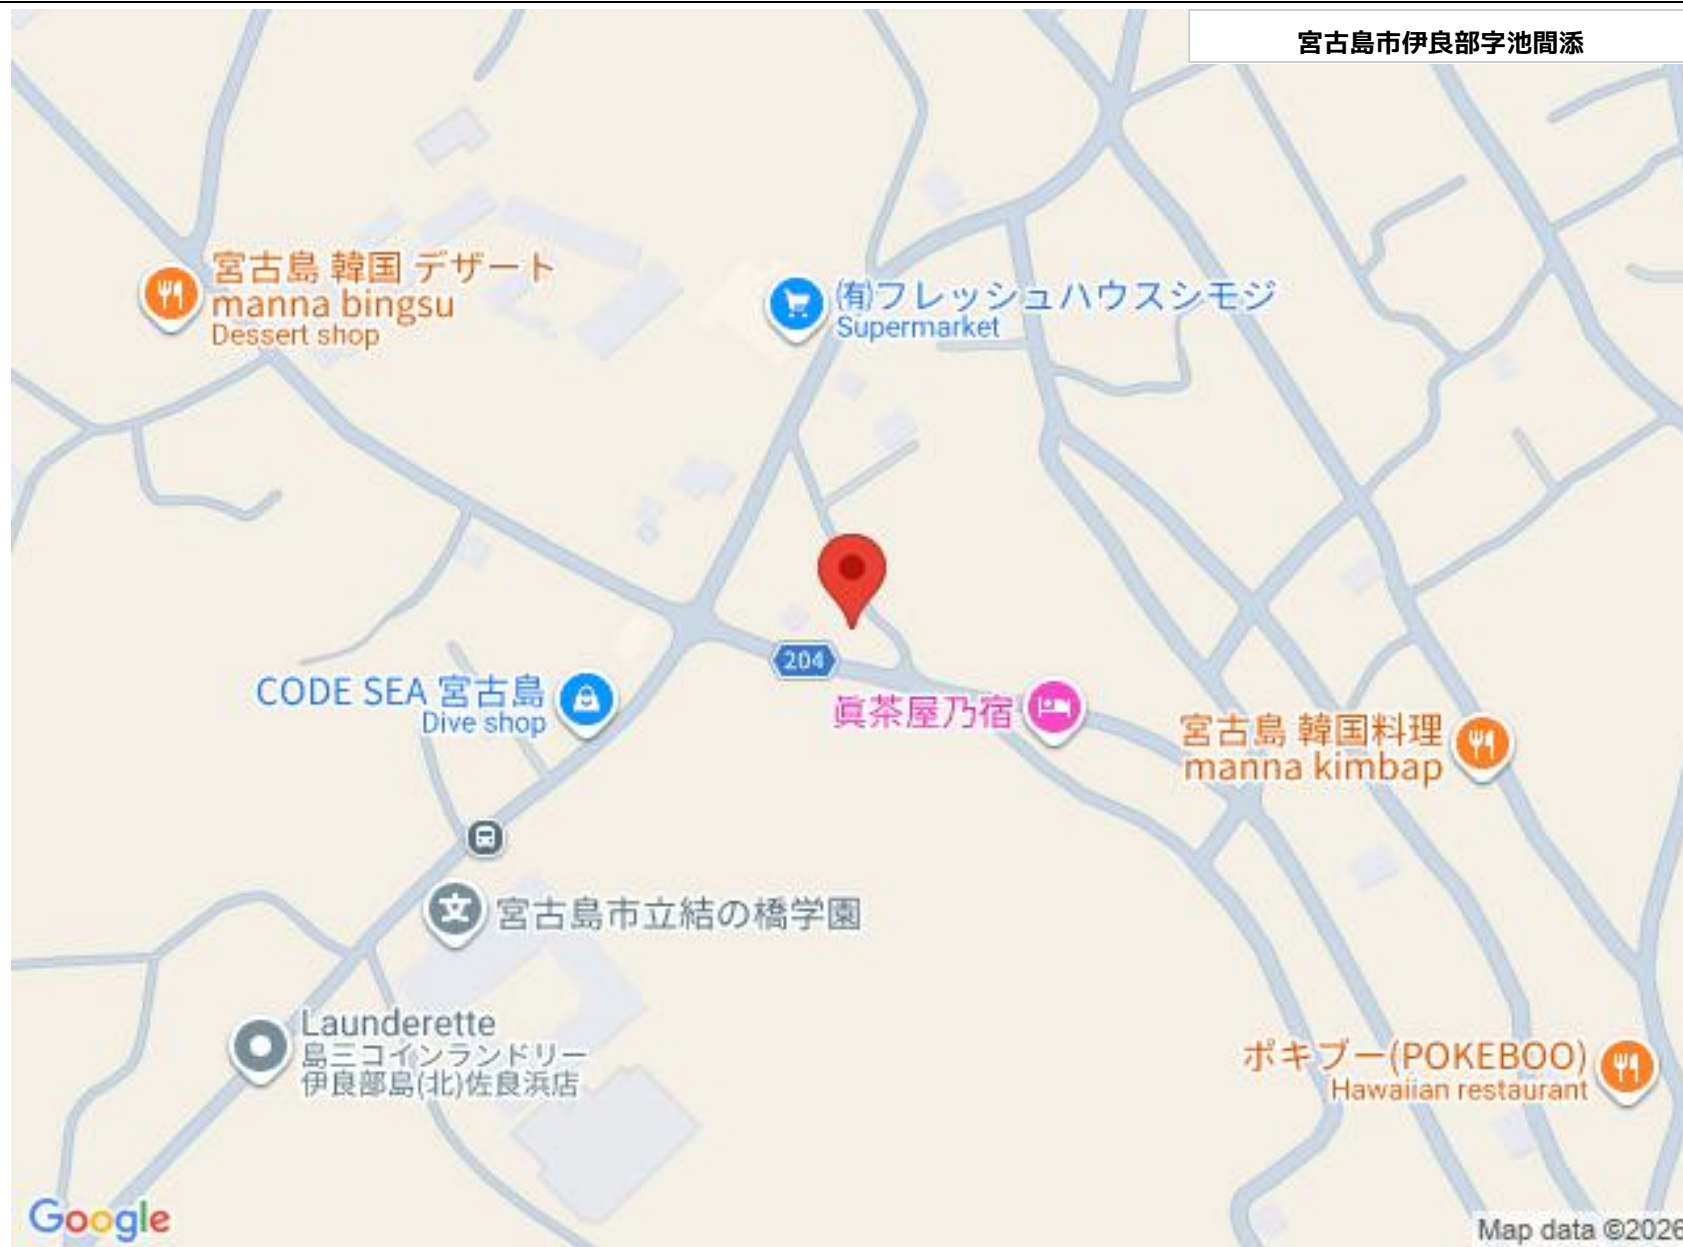 宮古島市伊良部字池間添
宮古島 韓国 デザート
manna bingsu
Dessert shop
㈲フレッシュハウスシモジ
Supermarket
204
CODE SEA 宮古島
Dive shop
眞茶屋乃宿
宮古島 韓国料理
manna kimbap
文
宮古島市立結の橋学園
Launderette
島三コインランドリー
伊良部島(北)佐良浜店
ポキブー(POKEBOO)
Hawaiian restaurant
Google
Map data ©2026